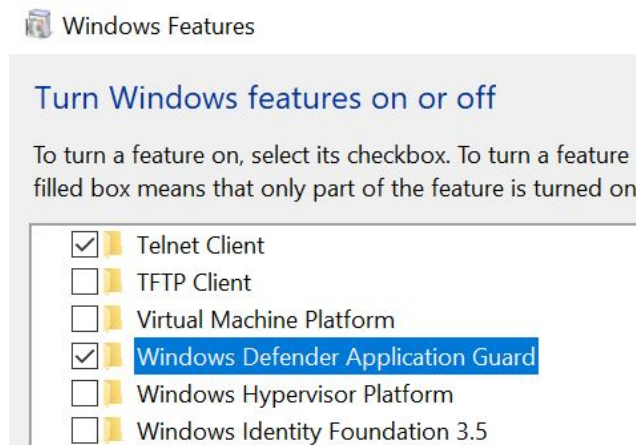 Windows Features
Turn Windows features on or off
To turn a feature on, select its checkbox. To turn a feature
filled box means that only part of the feature is turned on
Telnet Client
TFTP Client
Virtual Machine Platform
Windows Defender Application Guard
Windows Hypervisor Platform
Windows Identity Foundation 3.5